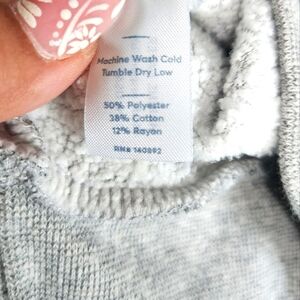 Machine Wash Cold
Tumble Dry Low
50% Polyester
38% Cotton
12% Rayon
RN# 140892